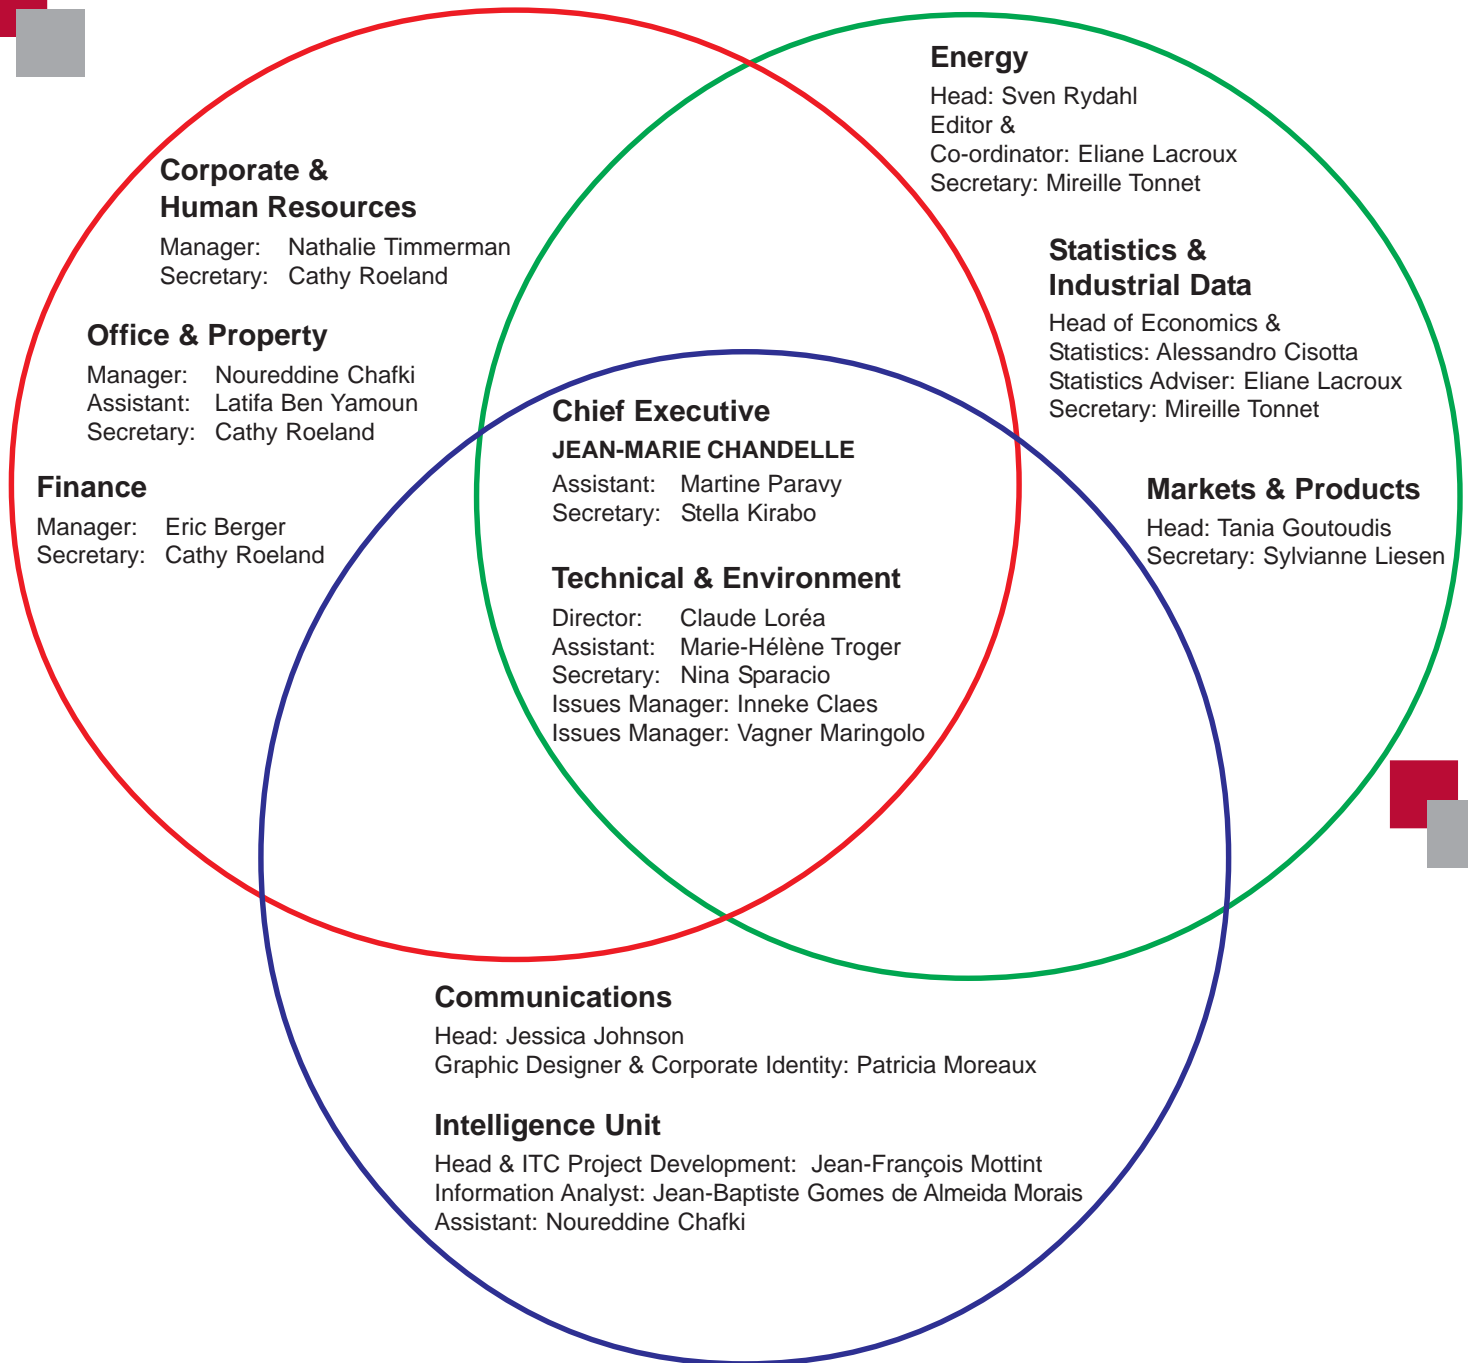 Energy
Head: Sven Rydahl
Editor &
Co-ordinator: Eliane Lacroux
Secretary: Mireille Tonnet
Corporate &
Human Resources
Manager: Nathalie Timmerman
Secretary: Cathy Roeland
Statistics &
Industrial Data
Head of Economics &
Statistics: Alessandro Cisotta
Statistics Adviser: Eliane Lacroux
Secretary: Mireille Tonnet
Office & Property
Manager: Noureddine Chafki
Assistant: Latifa Ben Yamoun
Secretary: Cathy Roeland
Chief Executive
JEAN-MARIE CHANDELLE
Assistant: Martine Paravy
Secretary: Stella Kirabo
Finance
Manager: Eric Berger
Secretary: Cathy Roeland
Markets & Products
Head: Tania Goutoudis
Secretary: Sylvianne Liesen
Technical & Environment
Director: Claude Loréa
Assistant: Marie-Hélène Troger
Secretary: Nina Sparacio
Issues Manager: Inneke Claes
Issues Manager: Vagner Maringolo
Communications
Head: Jessica Johnson
Graphic Designer & Corporate Identity: Patricia Moreaux
Intelligence Unit
Head & ITC Project Development: Jean-François Mottint
Information Analyst: Jean-Baptiste Gomes de Almeida Morais
Assistant: Noureddine Chafki